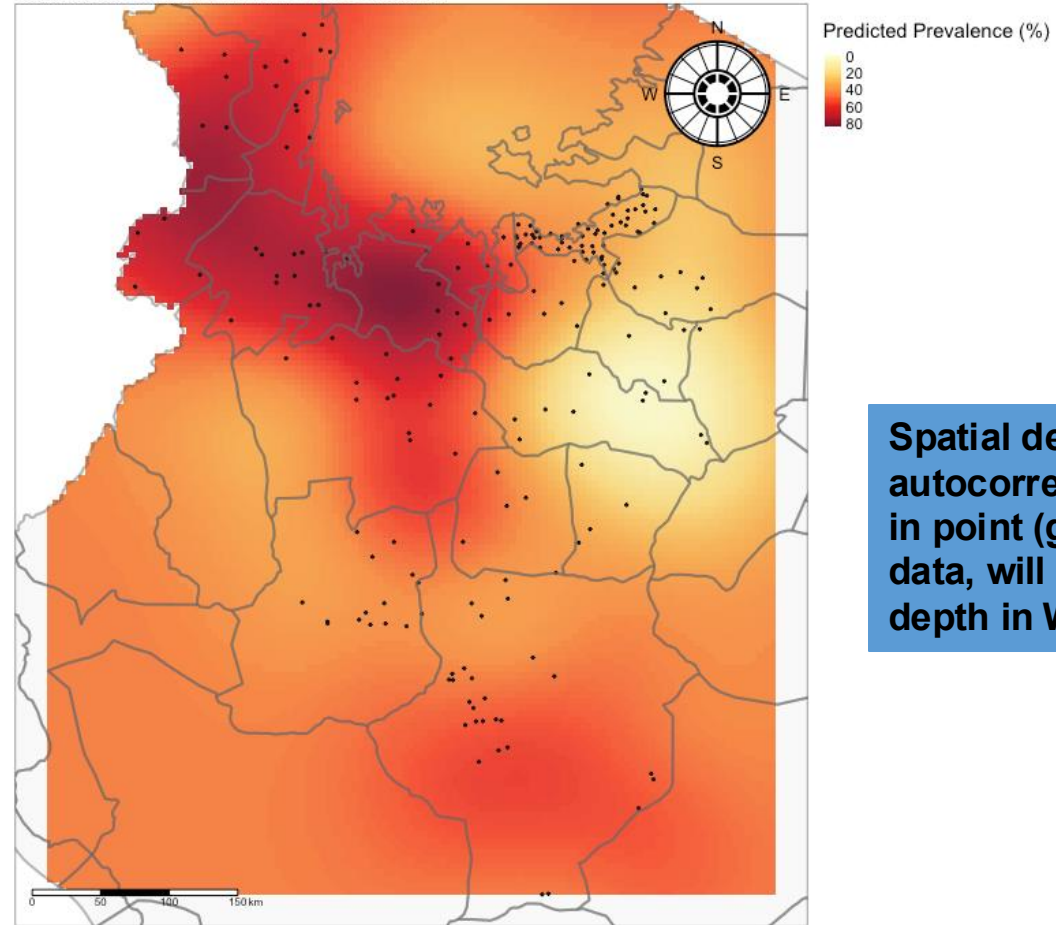 Predicted Prevalence (%)
0
20
40
60
80
N
W
E
S
Spatial de
autocorre
in point (g
data, will
depth in W
0
50
100
150 km